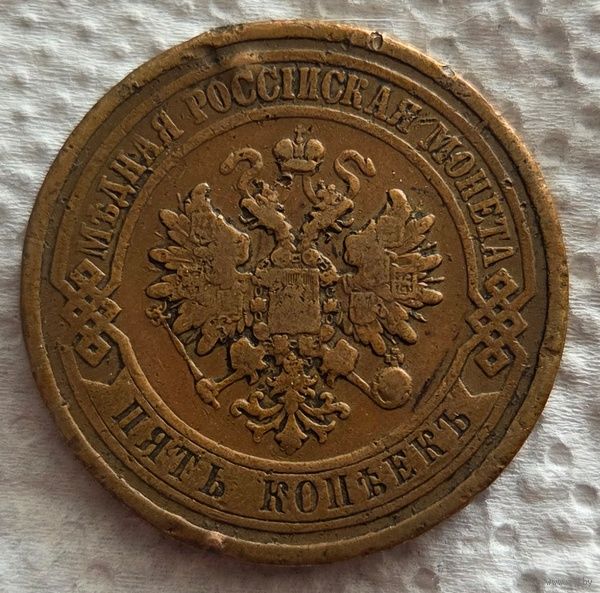 МѢДНАЯ РОССІЙСКАЯ МОНЕТА
ПЯТЬ КОПѢЕКЪ